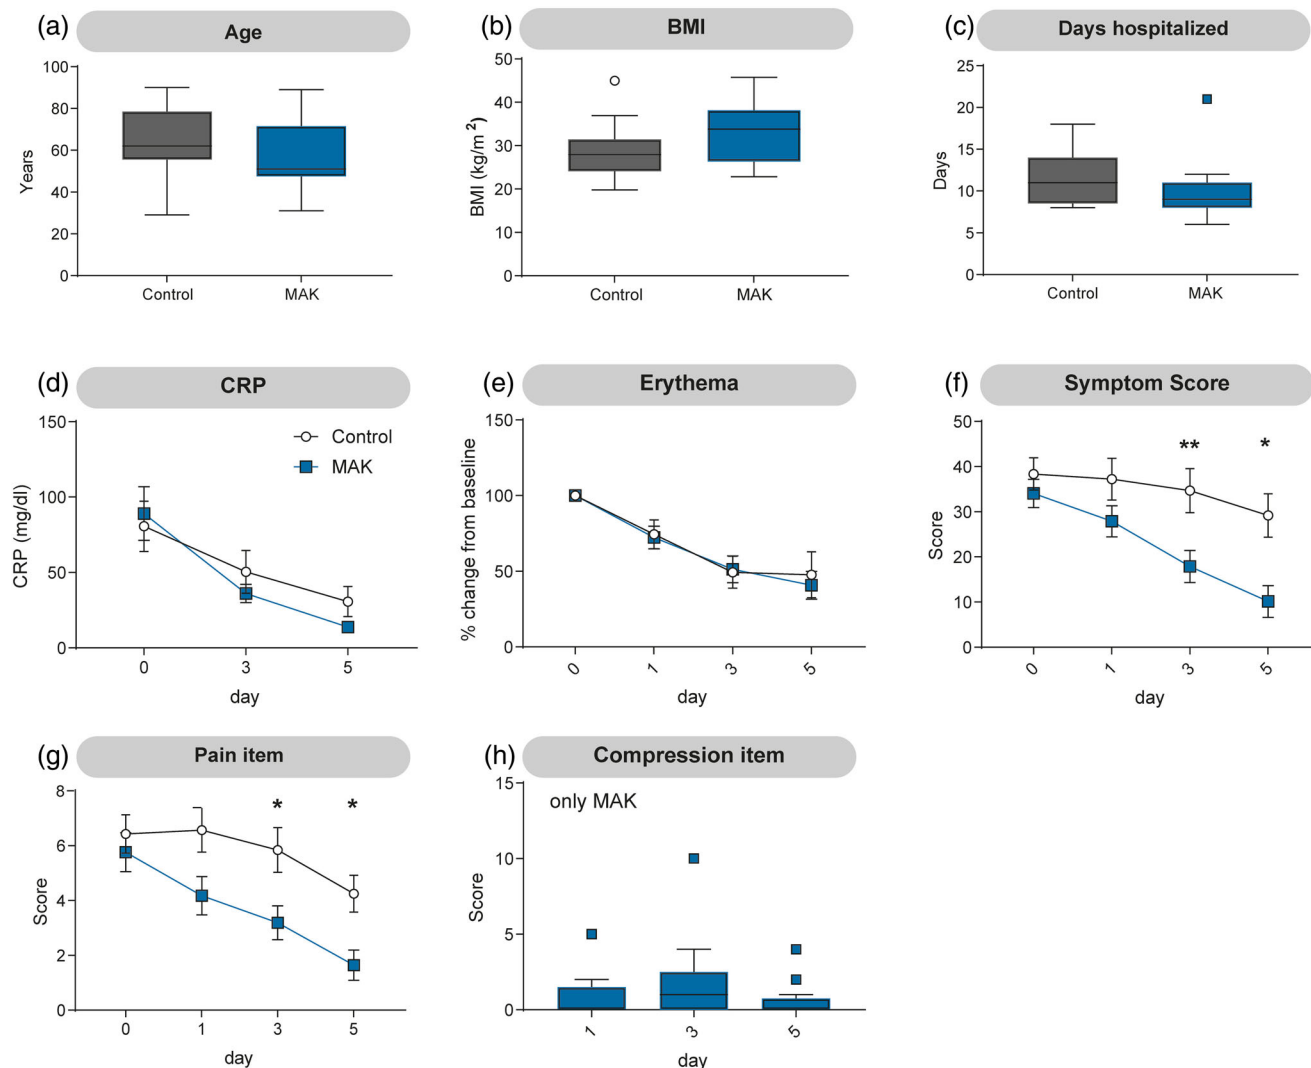 (a) Age
100
80
60
40
20
0
Years
Control MAK
(b) BMI
50
40
30
20
10
0
BMI (kg/m²)
Control MAK
(c) Days hospitalized
25
20
15
10
5
0
Days
Control MAK
(d) CRP
150
100
50
0
CRP (mg/dl)
Control
MAK
0 3 5
day
(e) Erythema
150
100
50
0
% change from baseline
0 1 3 5
day
(f) Symptom Score
50
40
30
20
10
0
Score
** *
0 1 3 5
day
(g) Pain item
8
6
4
2
0
Score
* *
0 1 3 5
day
(h) Compression item
only MAK
15
10
5
0
Score
1 3 5
day